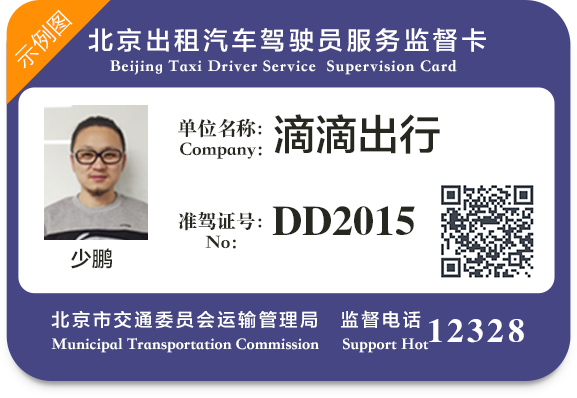 示例图
北京出租汽车驾驶员服务监督卡
Beijing Taxi Driver Service Supervision Card
单位名称: 滴滴出行
Company:
准驾证号: DD2015
No:
少鹏
北京市交通委员会运输管理局 监督电话 12328
Municipal Transportation Commission Support Hot